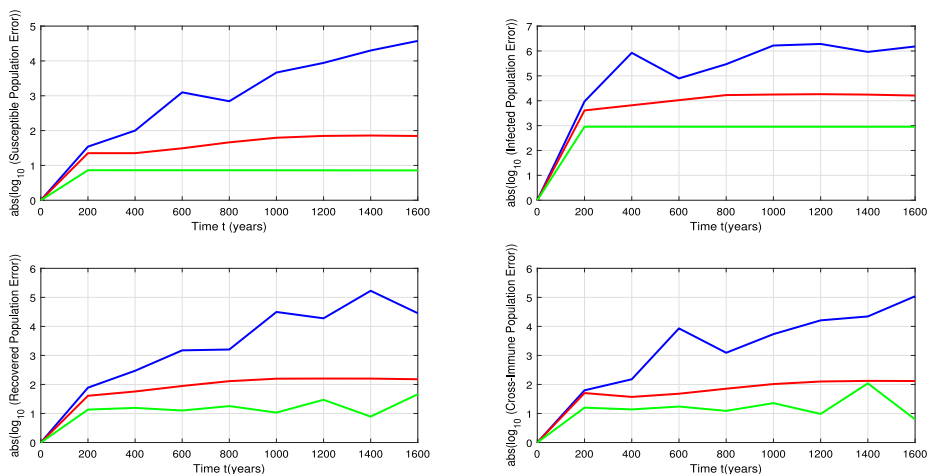 abs(log10 (Susceptible Population Error))
5
4
3
2
1
0
0 200 400 600 800 1000 1200 1400 1600
Time t (years)
abs(log10 (Infected Population Error))
7
6
5
4
3
2
1
0
0 200 400 600 800 1000 1200 1400 1600
Time t(years)
abs(log10 (Recovered Population Error))
6
5
4
3
2
1
0
0 200 400 600 800 1000 1200 1400 1600
Time t(years)
abs(log10 (Cross-Immune Population Error))
6
5
4
3
2
1
0
0 200 400 600 800 1000 1200 1400 1600
Time t(years)